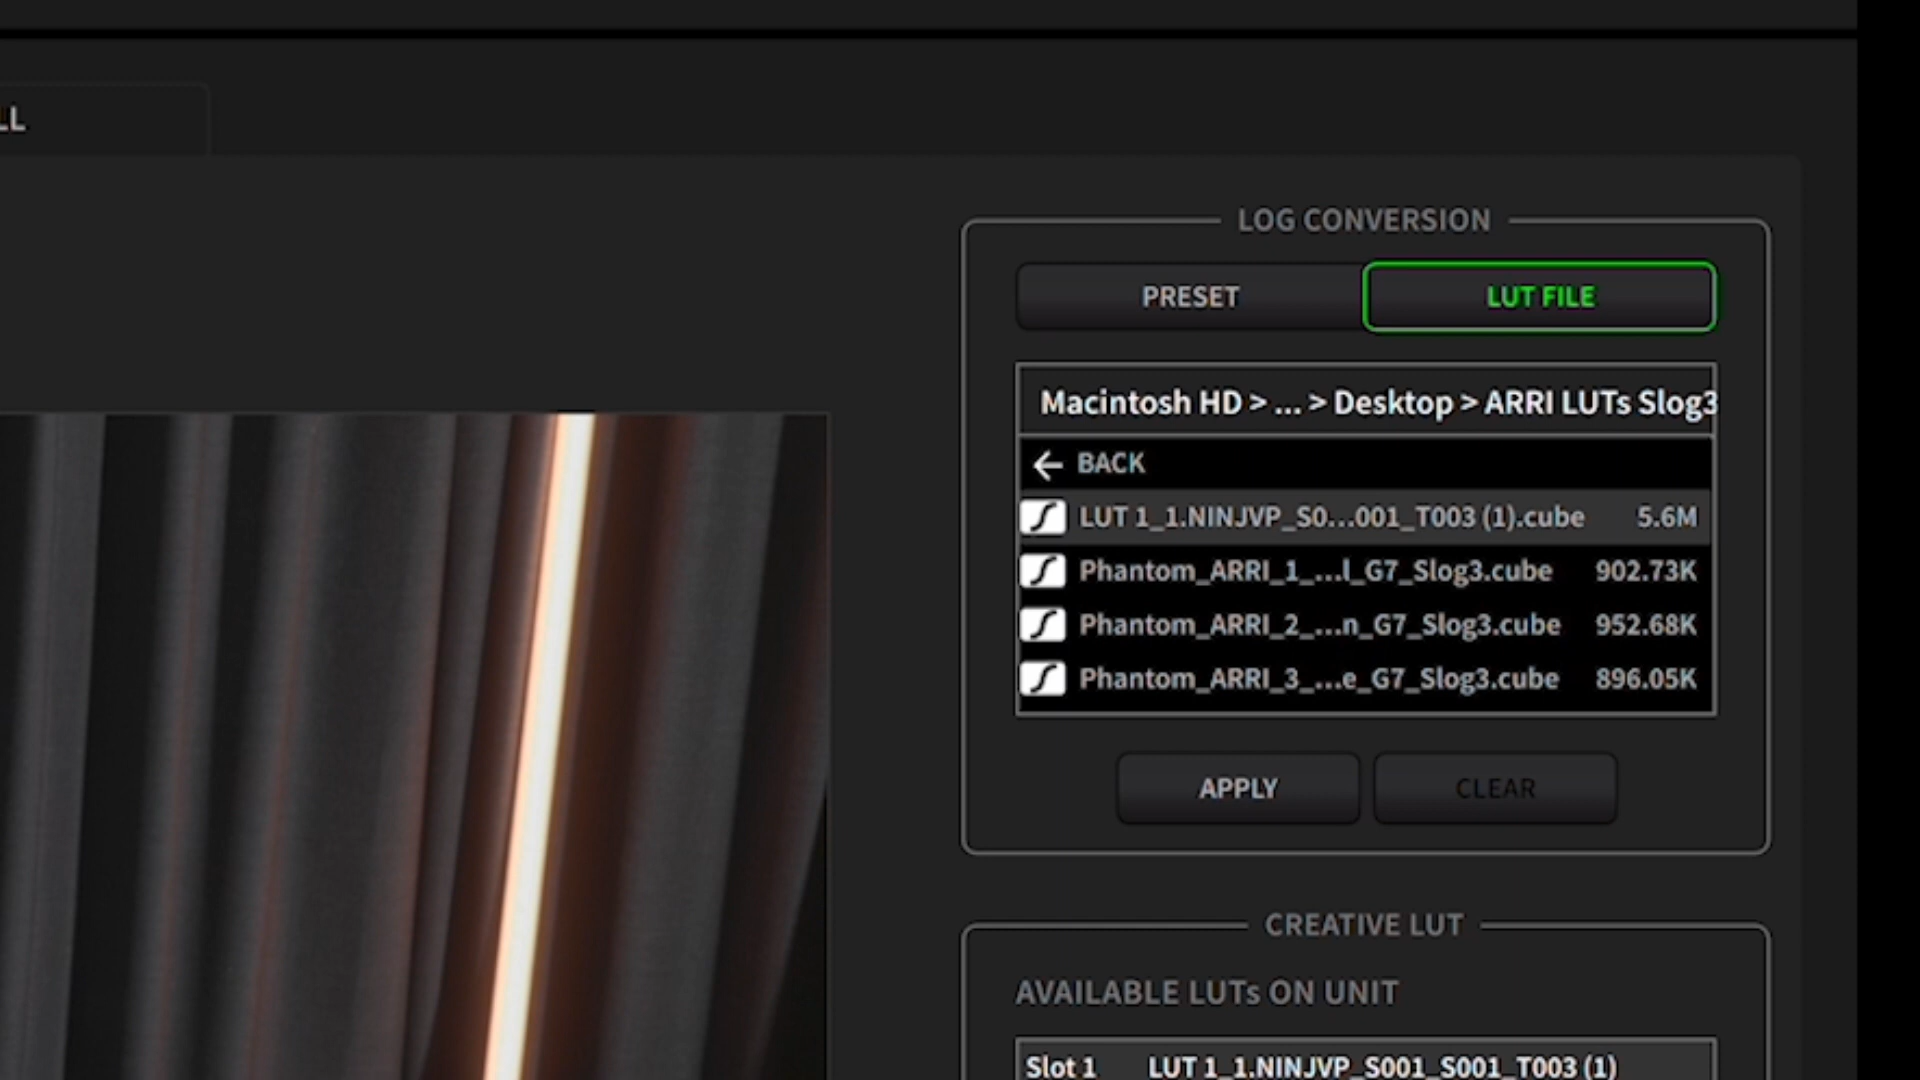 LL
LOG CONVERSION
PRESET LUT FILE
Macintosh HD > ... > Desktop > ARRI LUTs Slog3
BACK
LUT 1_1.NINJVP_S0...001_T003 (1).cube 5.6M
Phantom_ARRI_1_...l_G7_Slog3.cube 902.73K
Phantom_ARRI_2_...n_G7_Slog3.cube 952.68K
Phantom_ARRI_3_...e_G7_Slog3.cube 896.05K
APPLY CLEAR
CREATIVE LUT
AVAILABLE LUTs ON UNIT
Slot 1 LUT 1_1.NINJVP_S001_S001_T003 (1)